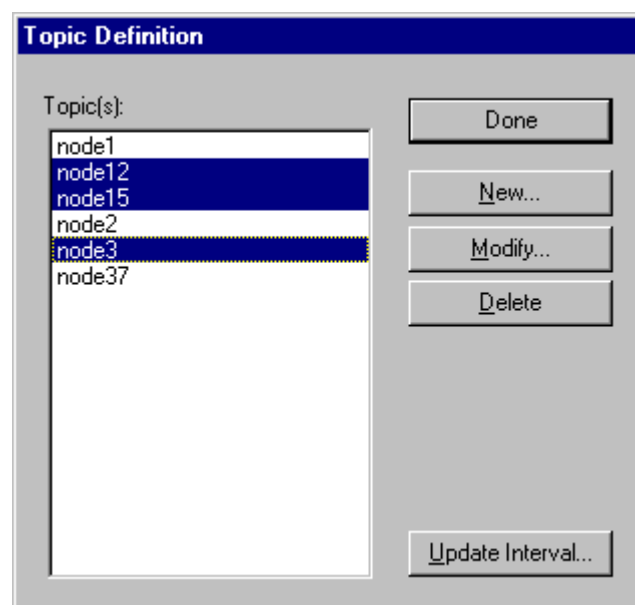 Topic Definition
Topic(s):
node1
node12
node15
node2
node3
node37
Done
New...
Modify...
Delete
Update Interval...